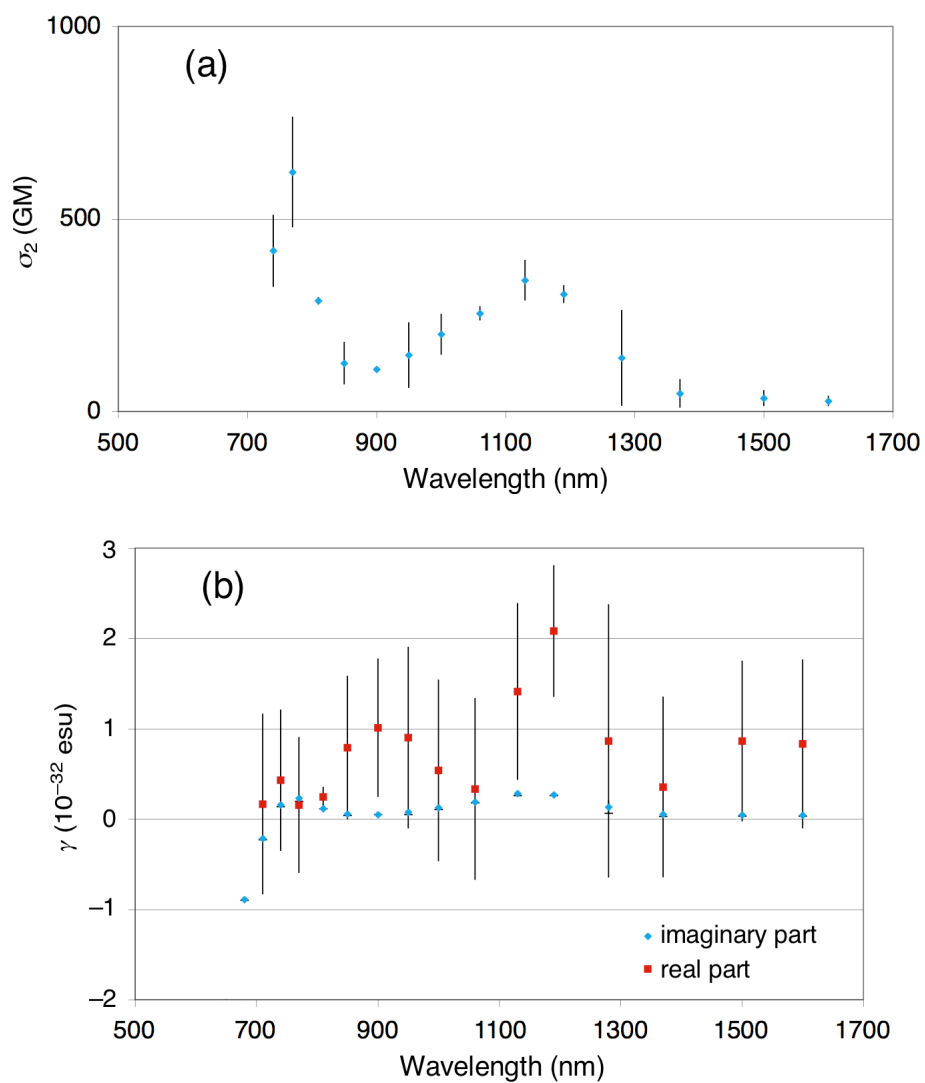 1000
(a)
σ₂ (GM)
500
0
500 700 900 1100 1300 1500 1700
Wavelength (nm)
3
(b)
2
1
γ (10⁻³² esu)
0
–1
imaginary part
real part
–2
500 700 900 1100 1300 1500 1700
Wavelength (nm)